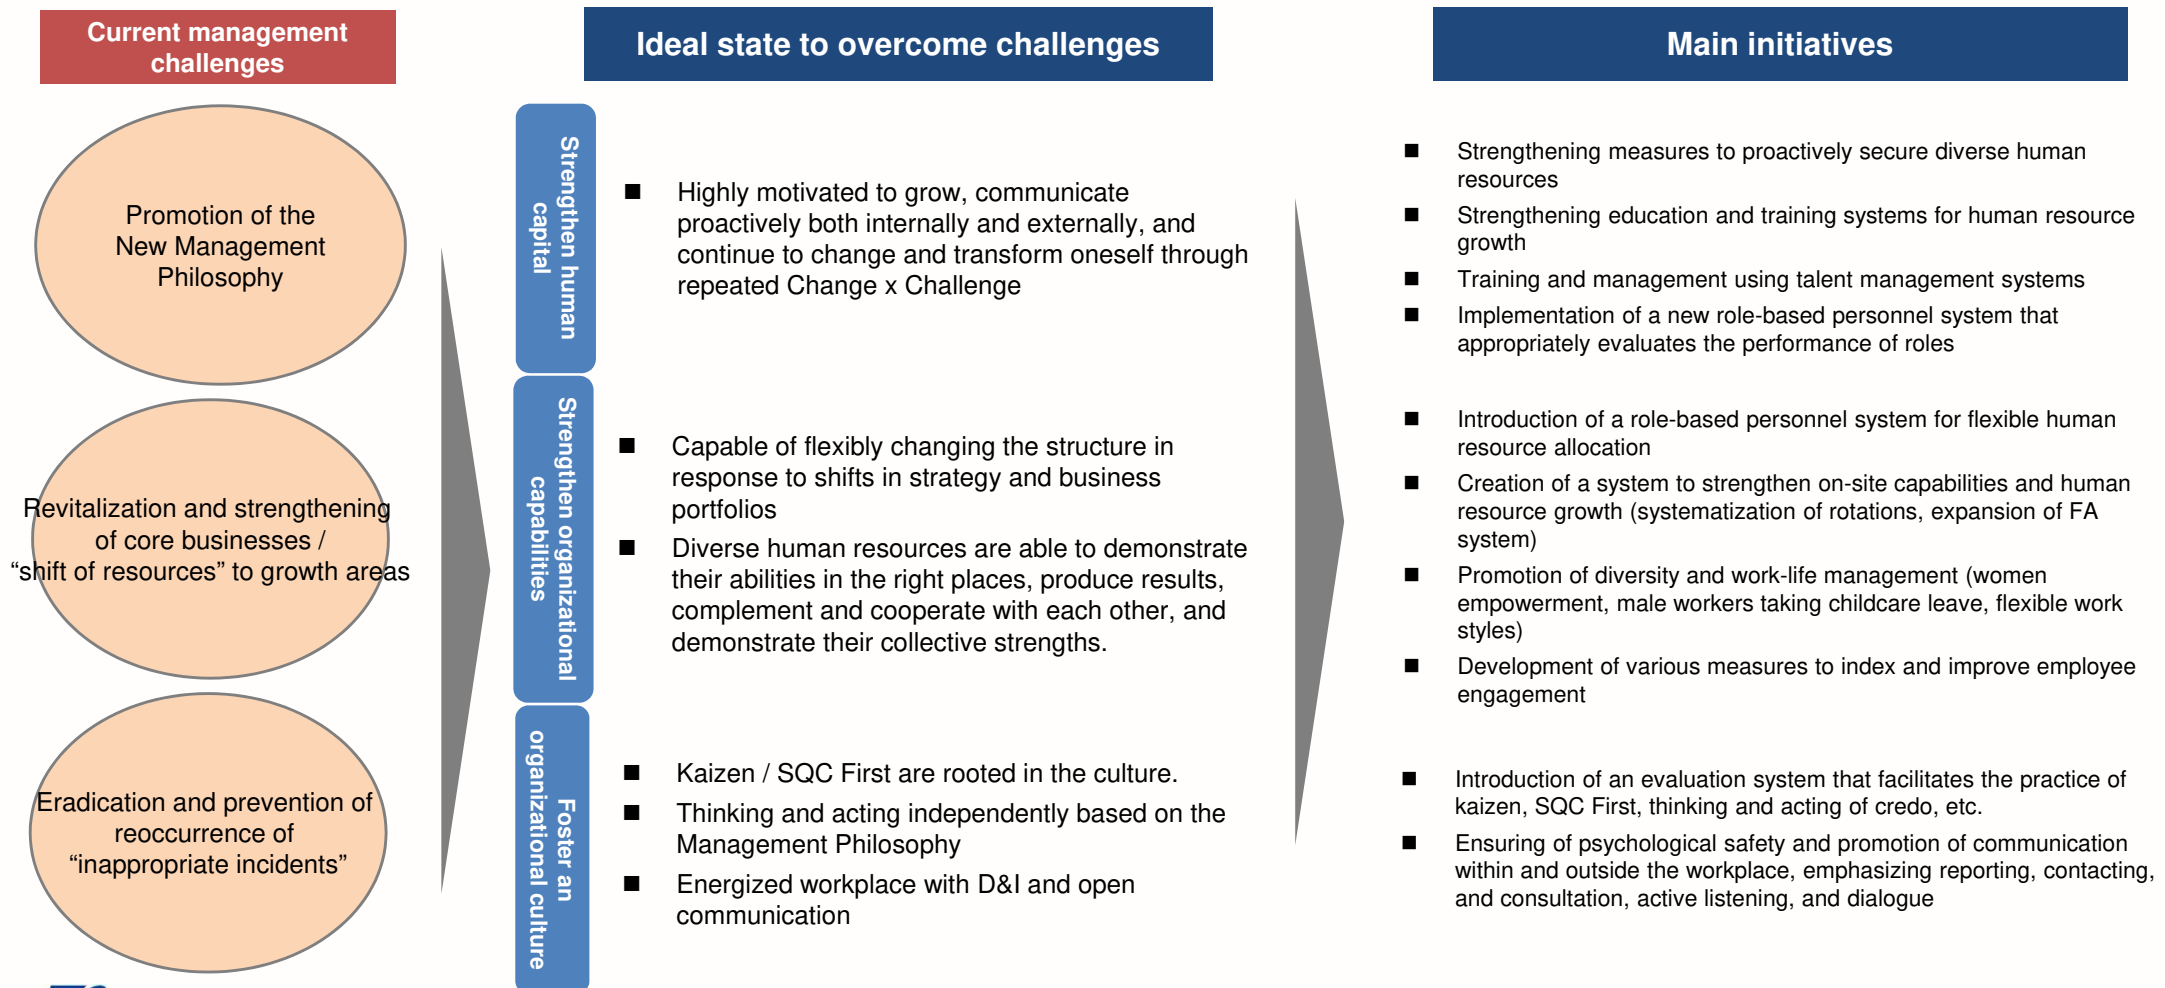 Current management
challenges
Ideal state to overcome challenges
Main initiatives
Promotion of the
New Management
Philosophy
Revitalization and strengthening
of core businesses /
“shift of resources” to growth areas
Eradication and prevention of
reoccurrence of
“inappropriate incidents”
Strengthen human
capital
■ Highly motivated to grow, communicate
proactively both internally and externally, and
continue to change and transform oneself through
repeated Change x Challenge
Strengthen organizational
capabilities
■ Capable of flexibly changing the structure in
response to shifts in strategy and business
portfolios
■ Diverse human resources are able to demonstrate
their abilities in the right places, produce results,
complement and cooperate with each other, and
demonstrate their collective strengths.
Foster an
organizational culture
■ Kaizen / SQC First are rooted in the culture.
■ Thinking and acting independently based on the
Management Philosophy
■ Energized workplace with D&I and open
communication
■ Strengthening measures to proactively secure diverse human
resources
■ Strengthening education and training systems for human resource
growth
■ Training and management using talent management systems
■ Implementation of a new role-based personnel system that
appropriately evaluates the performance of roles
■ Introduction of a role-based personnel system for flexible human
resource allocation
■ Creation of a system to strengthen on-site capabilities and human
resource growth (systematization of rotations, expansion of FA
system)
■ Promotion of diversity and work-life management (women
empowerment, male workers taking childcare leave, flexible work
styles)
■ Development of various measures to index and improve employee
engagement
■ Introduction of an evaluation system that facilitates the practice of
kaizen, SQC First, thinking and acting of credo, etc.
■ Ensuring of psychological safety and promotion of communication
within and outside the workplace, emphasizing reporting, contacting,
and consultation, active listening, and dialogue